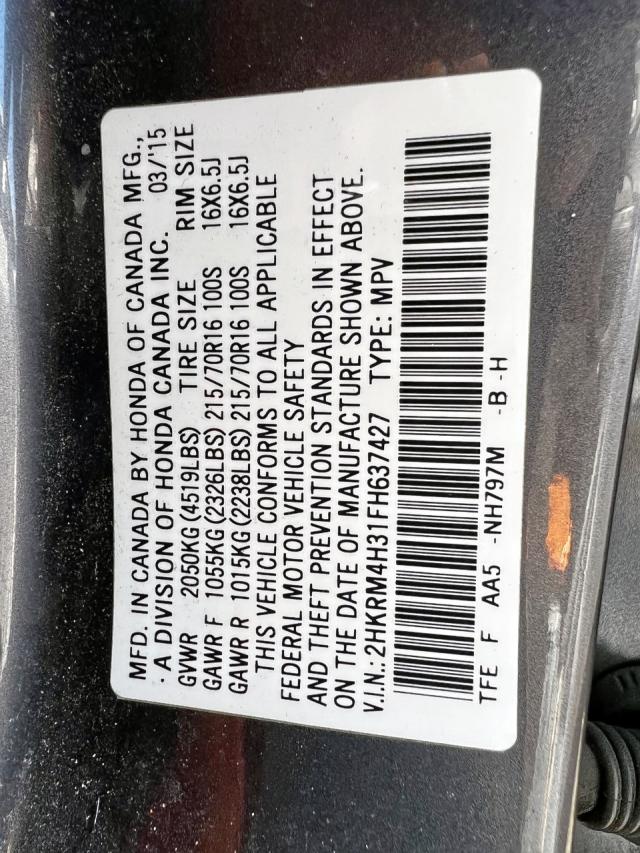 MFD. IN CANADA BY HONDA OF CANADA MFG.,
A DIVISION OF HONDA CANADA INC. 03/'15
GVWR 2050KG(4519LBS) TIRE SIZE RIM SIZE
GAWR F 1055KG(2326LBS)215/70R16 100S 16X6.5J
GAWR R 1015KG(2238LBS)215/70R16 100S 16X6.5J
THIS VEHICLE CONFORMS TO ALL APPLICABLE
FEDERAL MOTOR VEHICLE SAFETY
AND THEFT PREVENTION STANDARDS IN EFFECT
ON THE DATE OF MANUFACTURE SHOWN ABOVE.
V.I.N.:2HKRM4H31FH637427 TYPE: MPV
TFE F AA5 -NH797M -B -H